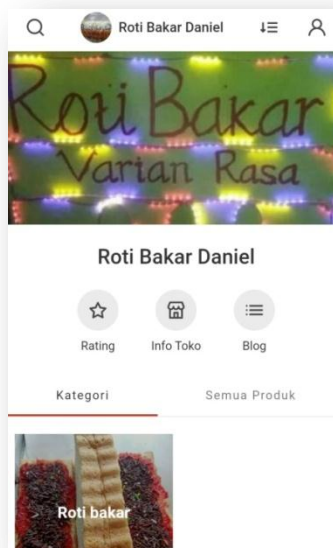 Roti Bakar Daniel
Roti Bakar
Varian Rasa
Roti Bakar Daniel
Rating
Info Toko
Blog
Kategori
Semua Produk
Roti bakar